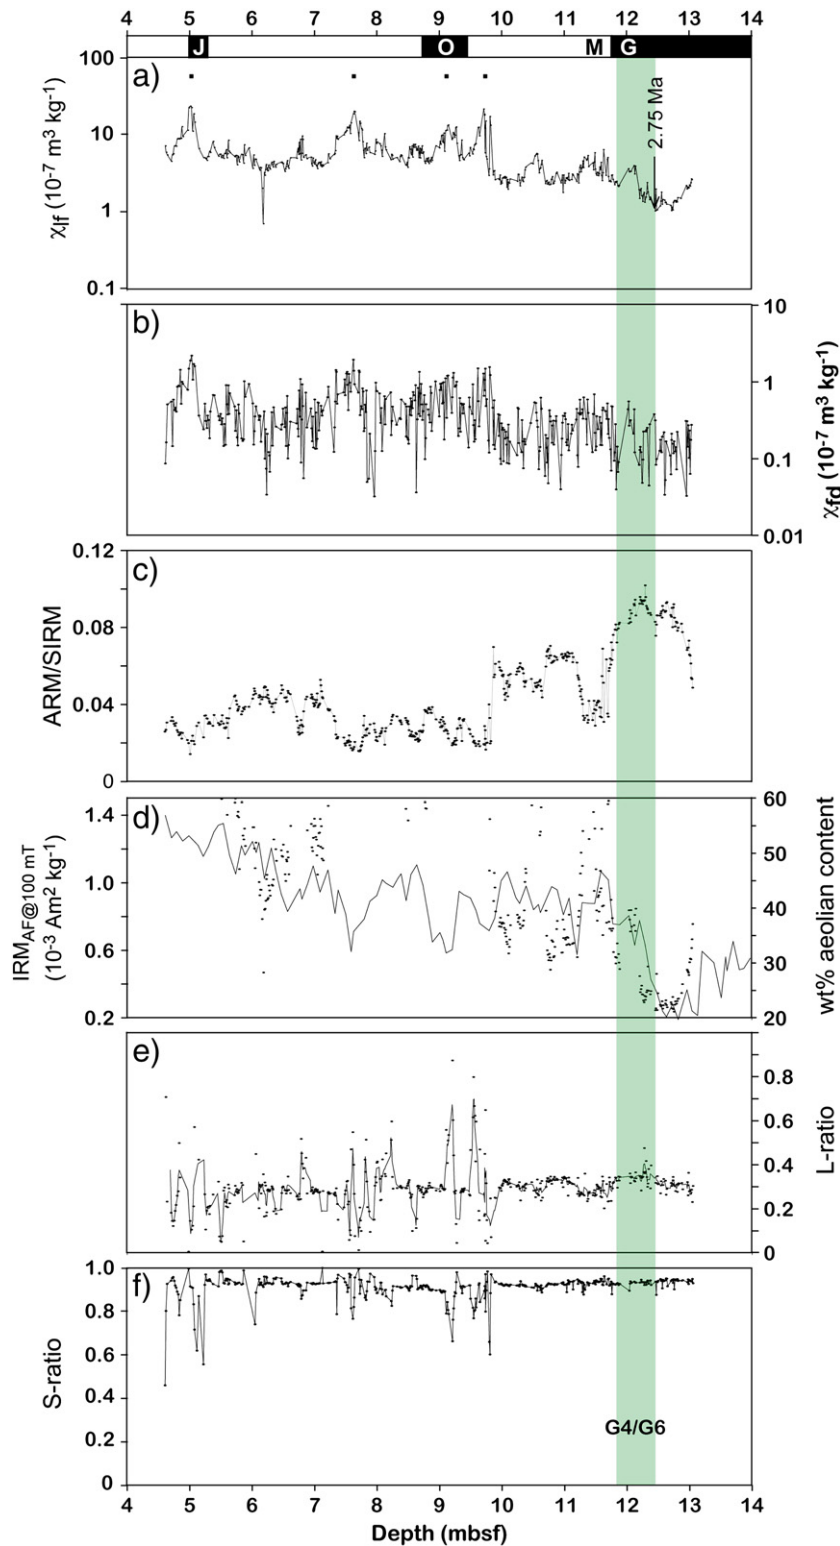 4 5 6 7 8 9 10 11 12 13
J O M G
a)
100
10
1
0.1
χlf (10⁻⁷ m³ kg⁻¹)
2.75 Ma
b)
10
1
0.1
0.01
χfd (10⁻⁷ m³ kg⁻¹)
c)
0.12
0.08
0.04
0
ARM/SIRM
d)
1.4
1.0
0.6
0.2
IRMAF@100 mT
(10⁻³ Am² kg⁻¹)
60
50
40
30
20
wt% aeolian content
e)
0.8
0.6
0.4
0.2
0
L-ratio
f)
1.0
0.8
0.6
0.4
0.2
0
S-ratio
G4/G6
4 5 6 7 8 9 10 11 12 13 14
Depth (mbsf)